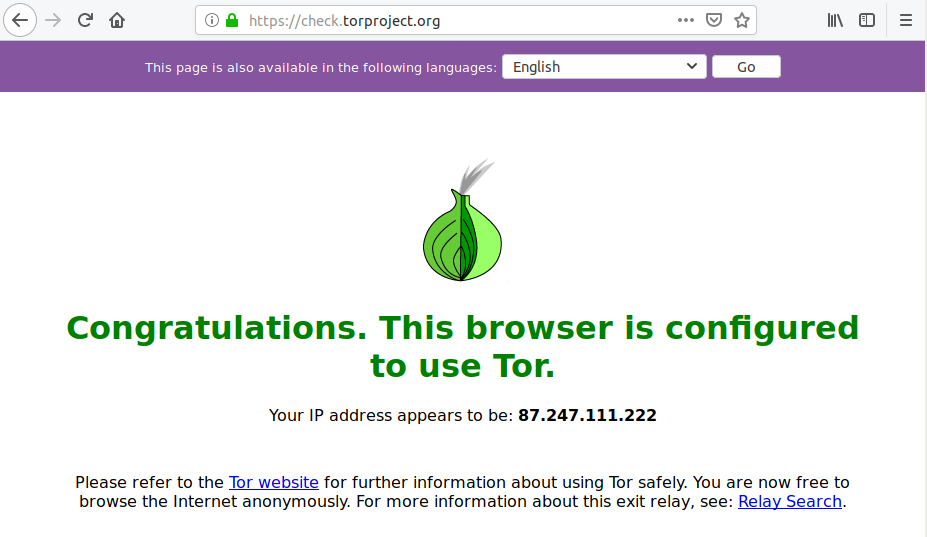 https://check.torproject.org
This page is also available in the following languages: English Go
Congratulations. This browser is configured
to use Tor.
Your IP address appears to be: 87.247.111.222
Please refer to the Tor website for further information about using Tor safely. You are now free to
browse the Internet anonymously. For more information about this exit relay, see: Relay Search.